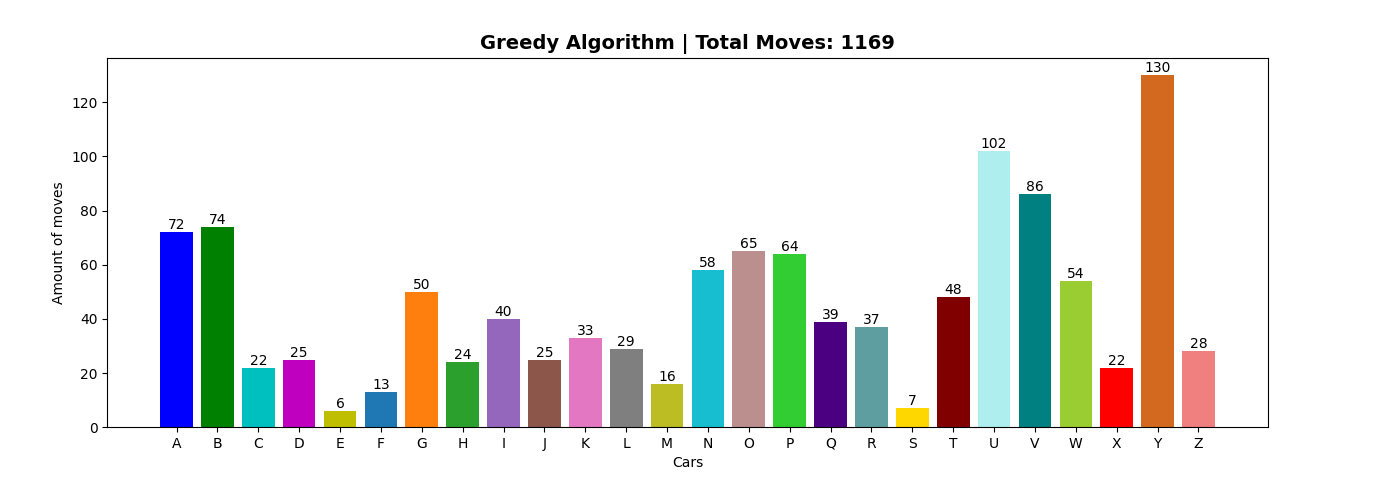 Greedy Algorithm | Total Moves: 1169
Amount of moves
120
100
80
60
40
20
0
72 74 22 25 6 13 50 24 40 25 33 29 16 58 65 64 39 37 7 48 102 86 54 22 130 28
A B C D E F G H I J K L M N O P Q R S T U V W X Y Z
Cars